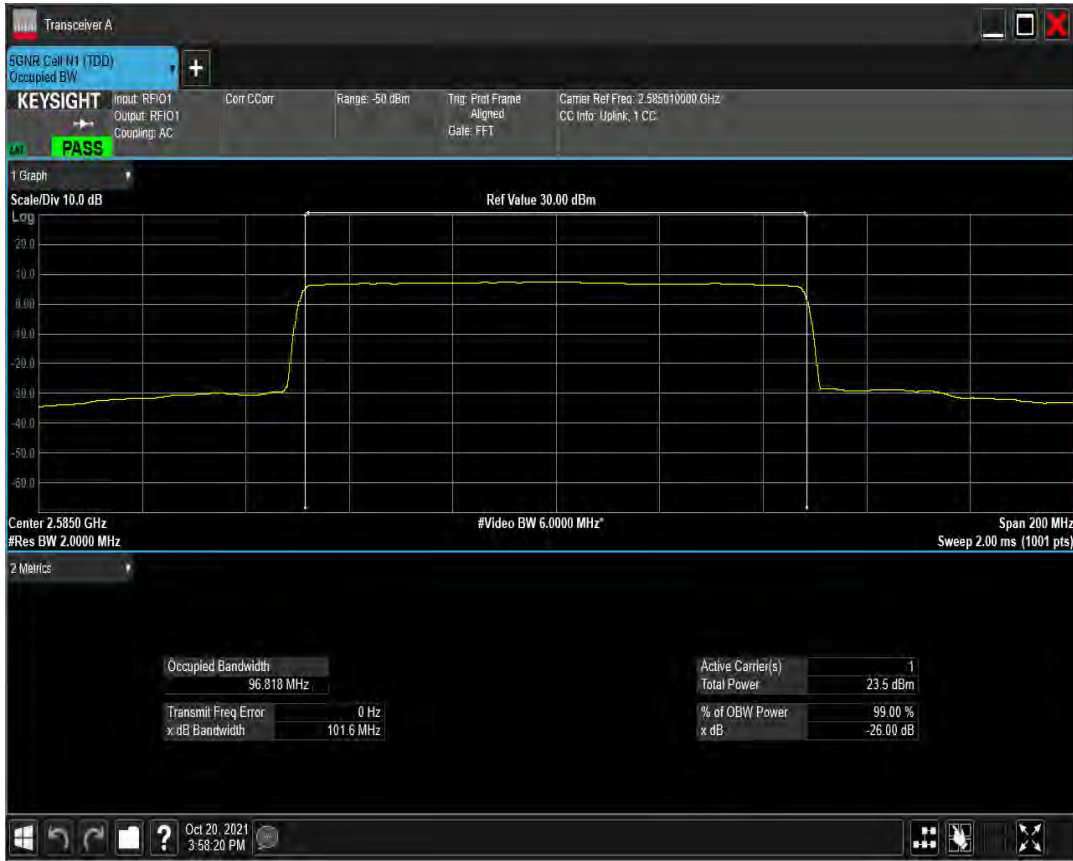 Transceiver A
5GNR Cell N1 (TDD)
Occupied BW
+
KEYSIGHT
Input: RFIO1
Output: RFIO1
Coupling: AC
Corr CCorr
Range: -50 dBm
Trig: Prot Frame
Aligned
Gate: FFT
Carrier Ref Freq: 2.585010000 GHz
CC Info: Uplink, 1 CC
PASS
1 Graph
Scale/Div 10.0 dB
Ref Value 30.00 dBm
Log
20.0
10.0
0.00
-10.0
-20.0
-30.0
-40.0
-50.0
-60.0
Center 2.5850 GHz
#Video BW 6.0000 MHz*
Span 200 MHz
#Res BW 2.0000 MHz
Sweep 2.00 ms (1001 pts)
2 Metrics
Occupied Bandwidth
96.818 MHz
Transmit Freq Error 0 Hz
x dB Bandwidth 101.6 MHz
Active Carrier(s) 1
Total Power 23.5 dBm
% of OBW Power 99.00 %
x dB -26.00 dB
?
Oct 20, 2021
3:58:20 PM